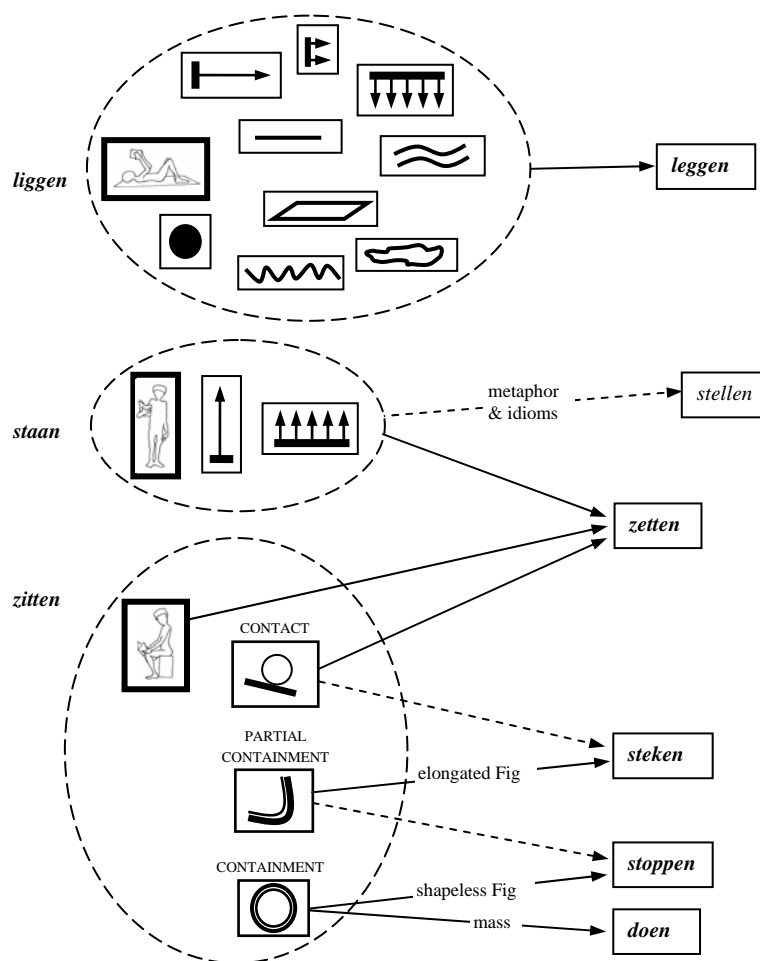 liggen
leggen
metaphor
& idioms
stellen
staan
zetten
zitten
CONTACT
PARTIAL
CONTAINMENT
steken
elongated Fig
CONTAINMENT
stoppen
shapeless Fig
mass
doen